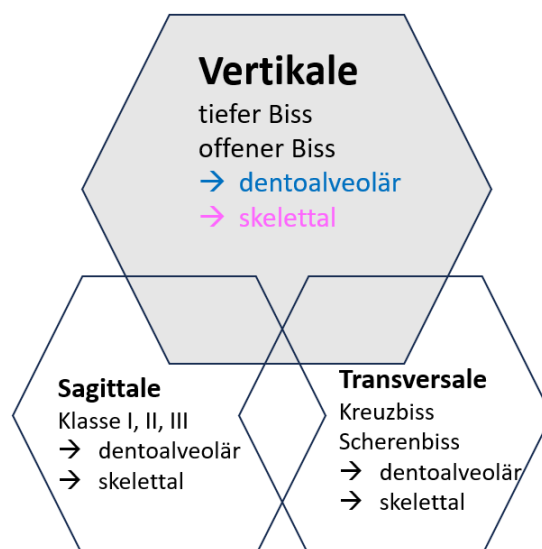 Vertikale
tiefer Biss
offener Biss
→ dentoalveolär
→ skelettal
Sagittale
Klasse I, II, III
→ dentoalveolär
→ skelettal
Transversale
Kreuzbiss
Scherenbiss
→ dentoalveolär
→ skelettal